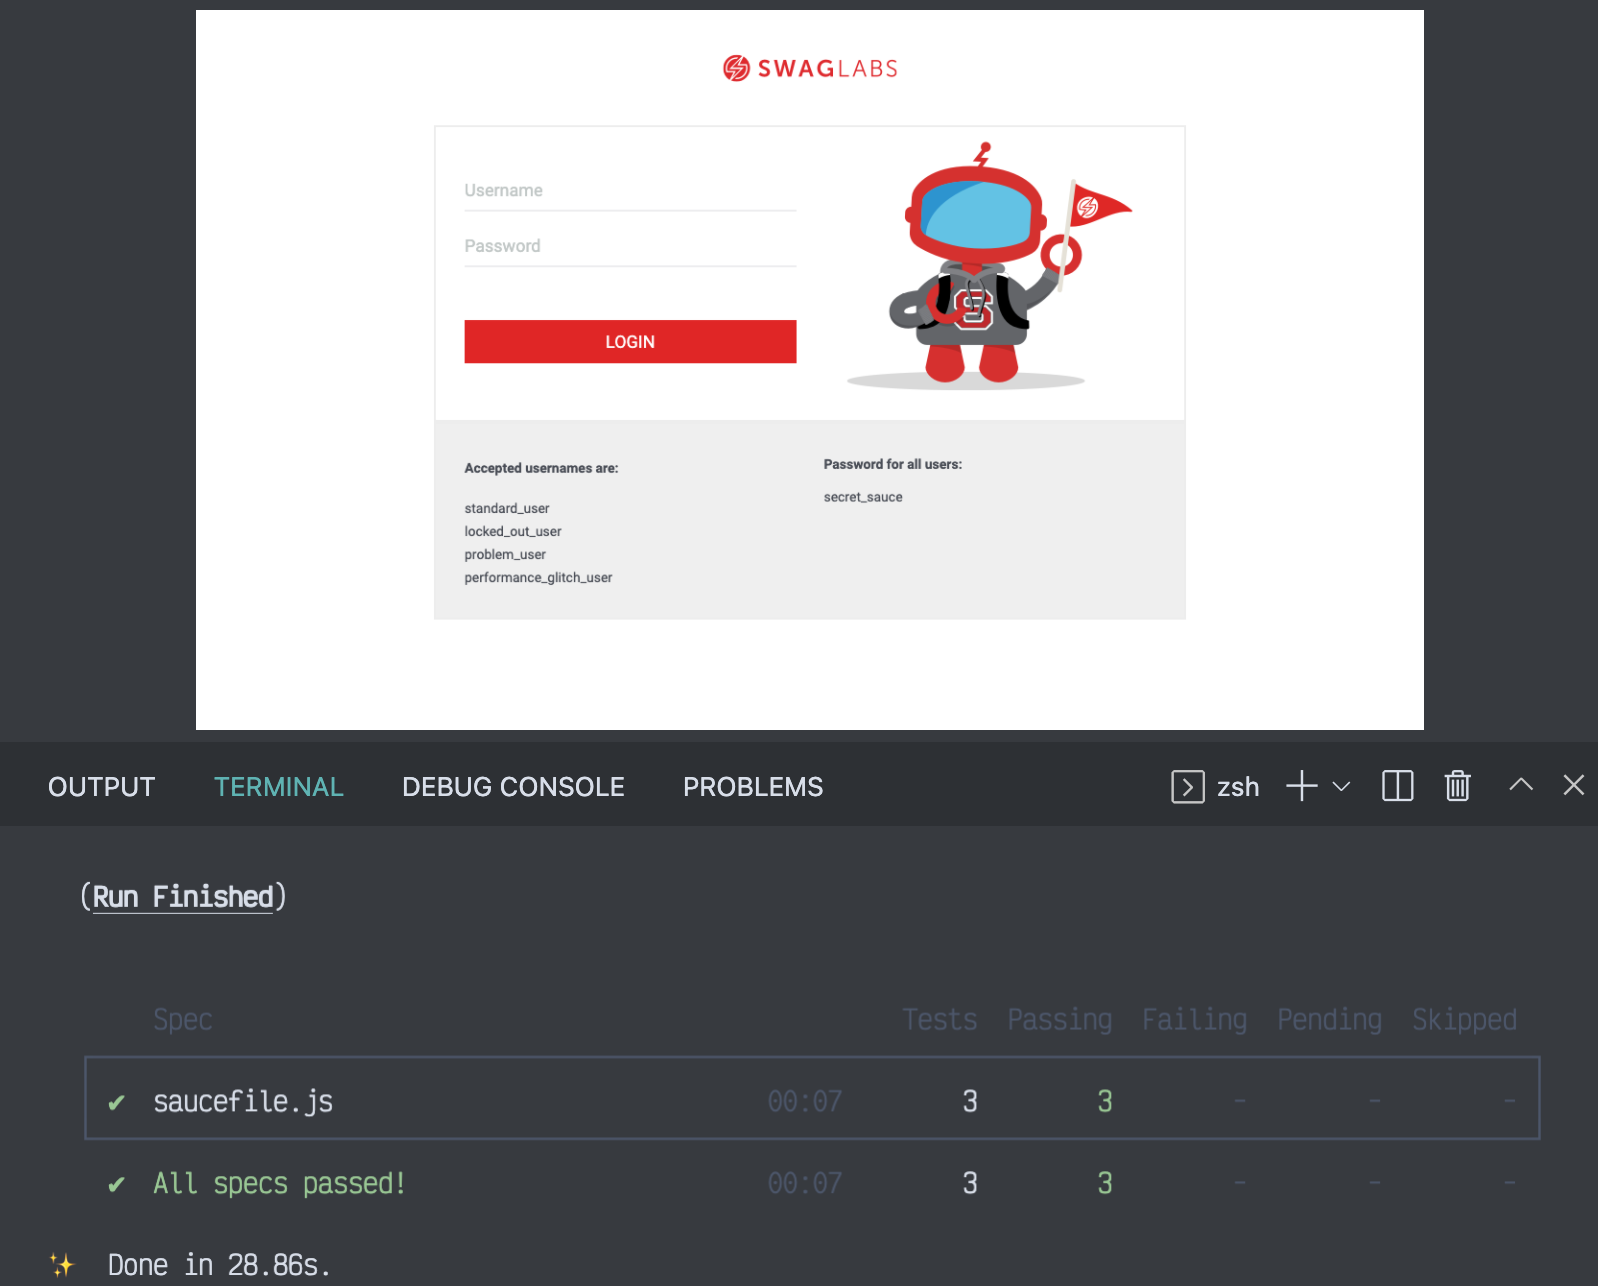 SWAGLABS
Username
Password
LOGIN
Accepted usernames are:
standard_user
locked_out_user
problem_user
performance_glitch_user
Password for all users:
secret_sauce
S
OUTPUT TERMINAL DEBUG CONSOLE PROBLEMS zsh
(Run Finished)
Spec Tests Passing Failing Pending Skipped
✔ saucefile.js 00:07 3 3 - - -
✔ All specs passed! 00:07 3 3 - - -
✨ Done in 28.86s.